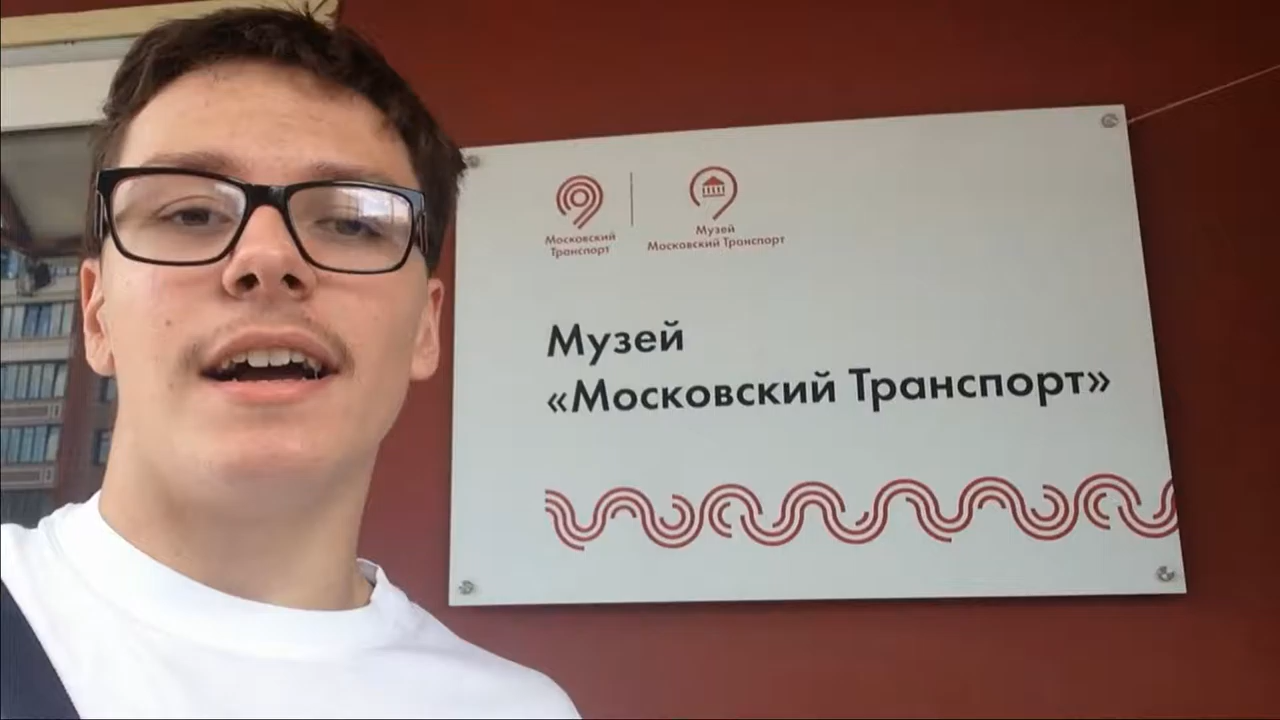 Московский
Транспорт
Музей
Московский Транспорт
Музей
«Московский Транспорт»